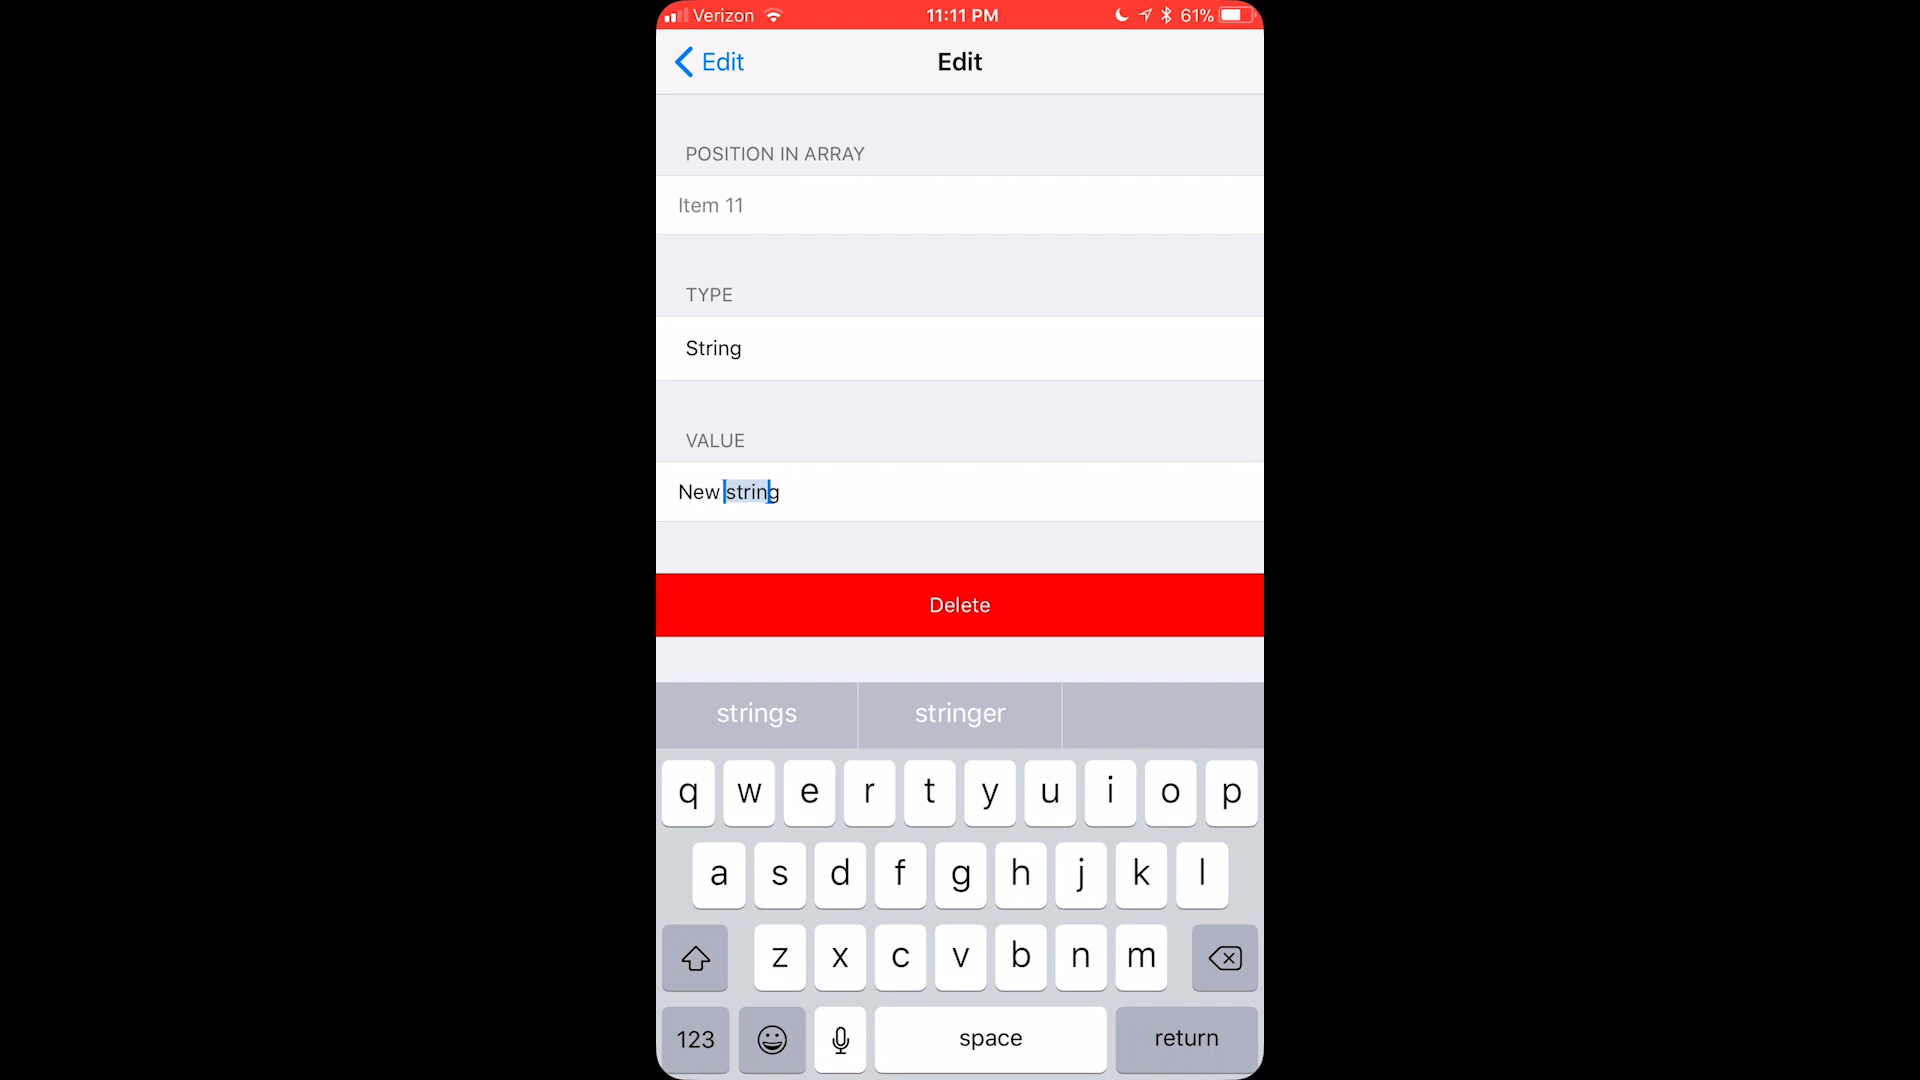 Verizon 11:11 PM 61%
Edit Edit
POSITION IN ARRAY
Item 11
TYPE
String
VALUE
New string
Delete
strings stringer
q w e r t y u i o p
a s d f g h j k l
z x c v b n m
123 space return